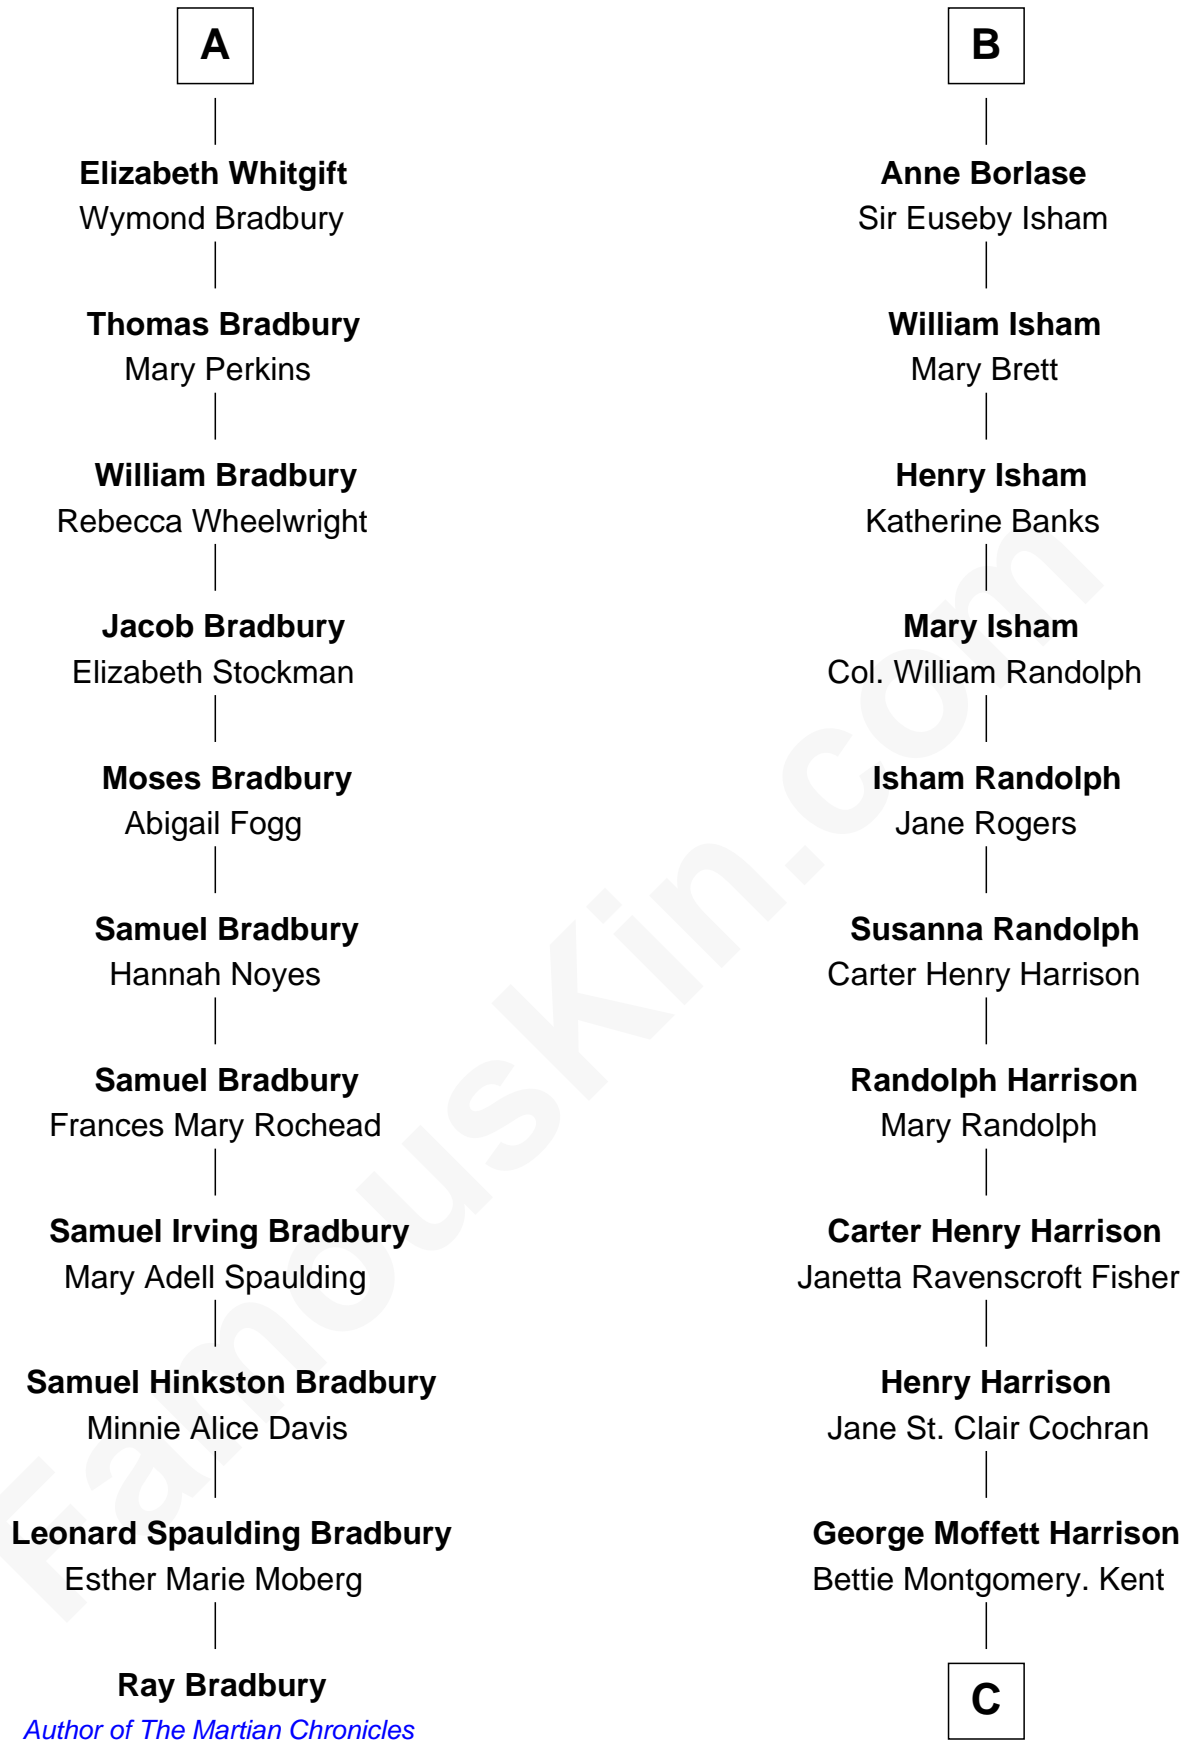 A
Elizabeth Whitgift
Wymond Bradbury
Thomas Bradbury
Mary Perkins
William Bradbury
Rebecca Wheelwright
Jacob Bradbury
Elizabeth Stockman
Moses Bradbury
Abigail Fogg
Samuel Bradbury
Hannah Noyes
Samuel Bradbury
Frances Mary Rochead
Samuel Irving Bradbury
Mary Adell Spaulding
Samuel Hinkston Bradbury
Minnie Alice Davis
Leonard Spaulding Bradbury
Esther Marie Moberg
Ray Bradbury
Author of The Martian Chronicles
B
Anne Borlase
Sir Euseby Isham
William Isham
Mary Brett
Henry Isham
Katherine Banks
Mary Isham
Col. William Randolph
Isham Randolph
Jane Rogers
Susanna Randolph
Carter Henry Harrison
Randolph Harrison
Mary Randolph
Carter Henry Harrison
Janetta Ravenscroft Fisher
Henry Harrison
Jane St. Clair Cochran
George Moffett Harrison
Bettie Montgomery. Kent
C
FamousKin.com